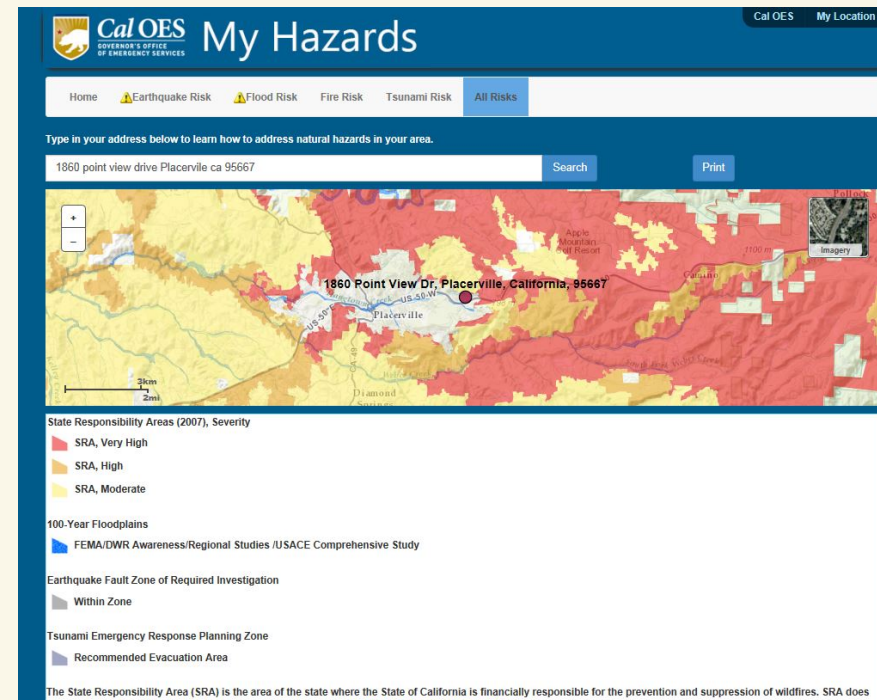 Cal OES
GOVERNOR'S OFFICE
OF EMERGENCY SERVICES
My Hazards
Cal OES My Location
Home Earthquake Risk Flood Risk Fire Risk Tsunami Risk All Risks
Type in your address below to learn how to address natural hazards in your area.
1860 point view drive Placervile ca 95667
Search
Print
+
−
Pollock
Apple
Mountain
Golf Resort
1100 m
Imagery
Camino
1860 Point View Dr, Placerville, California, 95667
US-50-W
US-50-E
Placerville
CA-49
3km
2mi
Diamond
Springs
State Responsibility Areas (2007), Severity
SRA, Very High
SRA, High
SRA, Moderate
100-Year Floodplains
FEMA/DWR Awareness/Regional Studies /USACE Comprehensive Study
Earthquake Fault Zone of Required Investigation
Within Zone
Tsunami Emergency Response Planning Zone
Recommended Evacuation Area
The State Responsibility Area (SRA) is the area of the state where the State of California is financially responsible for the prevention and suppression of wildfires. SRA does